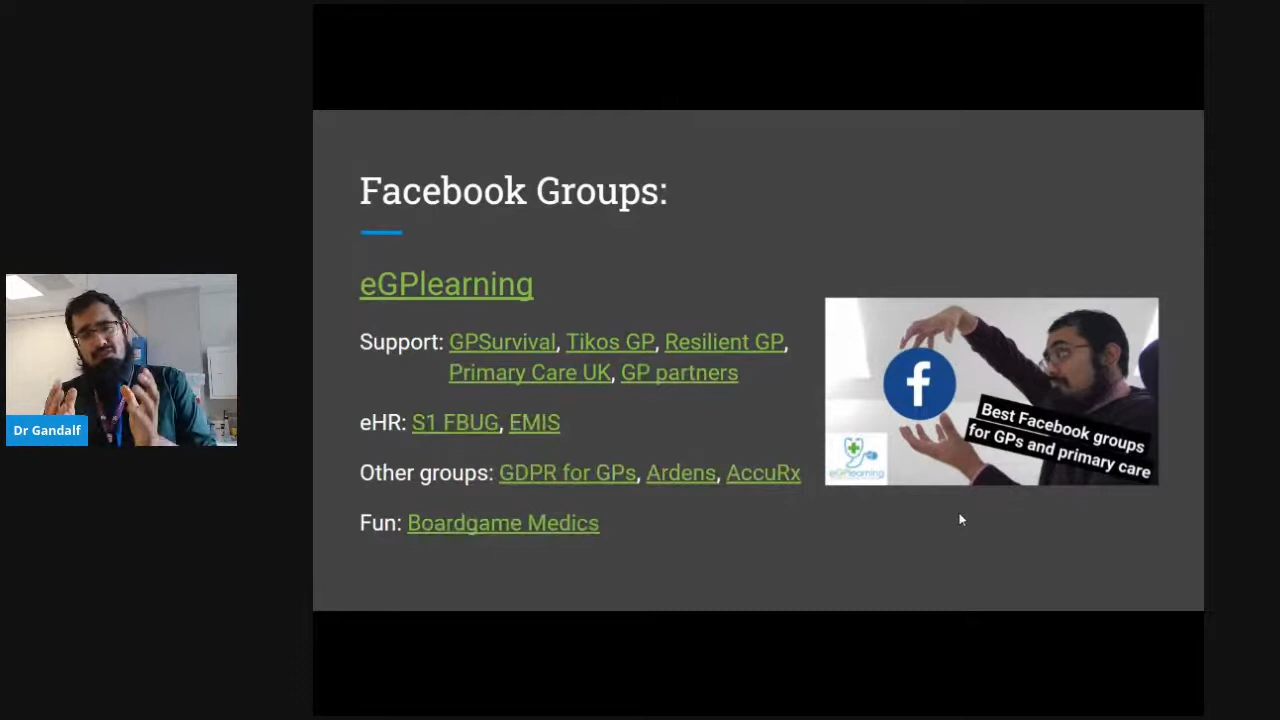 Facebook Groups:
eGPlearning
Support: GPSurvival, Tikos GP, Resilient GP,
Primary Care UK, GP partners
eHR: S1 FBUG, EMIS
Other groups: GDPR for GPs, Ardens, AccuRx
Fun: Boardgame Medics
f
Best Facebook groups
for GPs and primary care
eGPlearning
Dr Gandalf